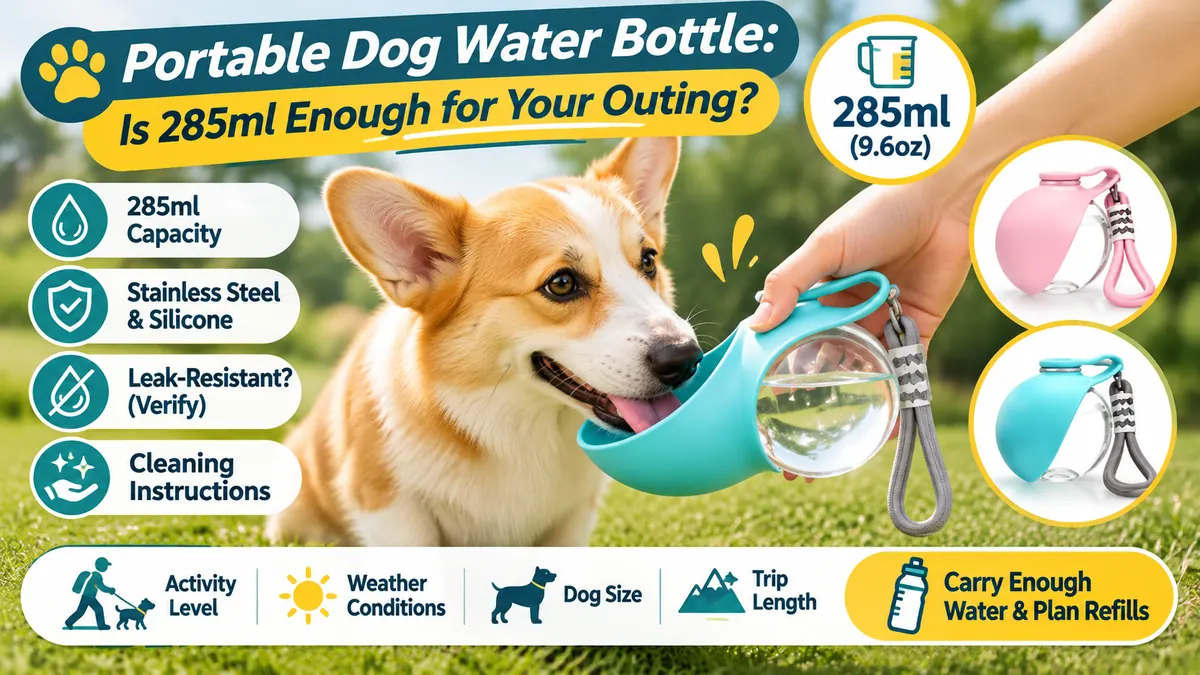 Portable Dog Water Bottle:
Is 285ml Enough for Your Outing?
285ml
(9.6oz)
285ml
Capacity
Stainless Steel
& Silicone
Leak-Resistant?
(Verify)
Cleaning
Instructions
Activity
Level
Weather
Conditions
Dog Size
Trip
Length
Carry Enough
Water & Plan Refills